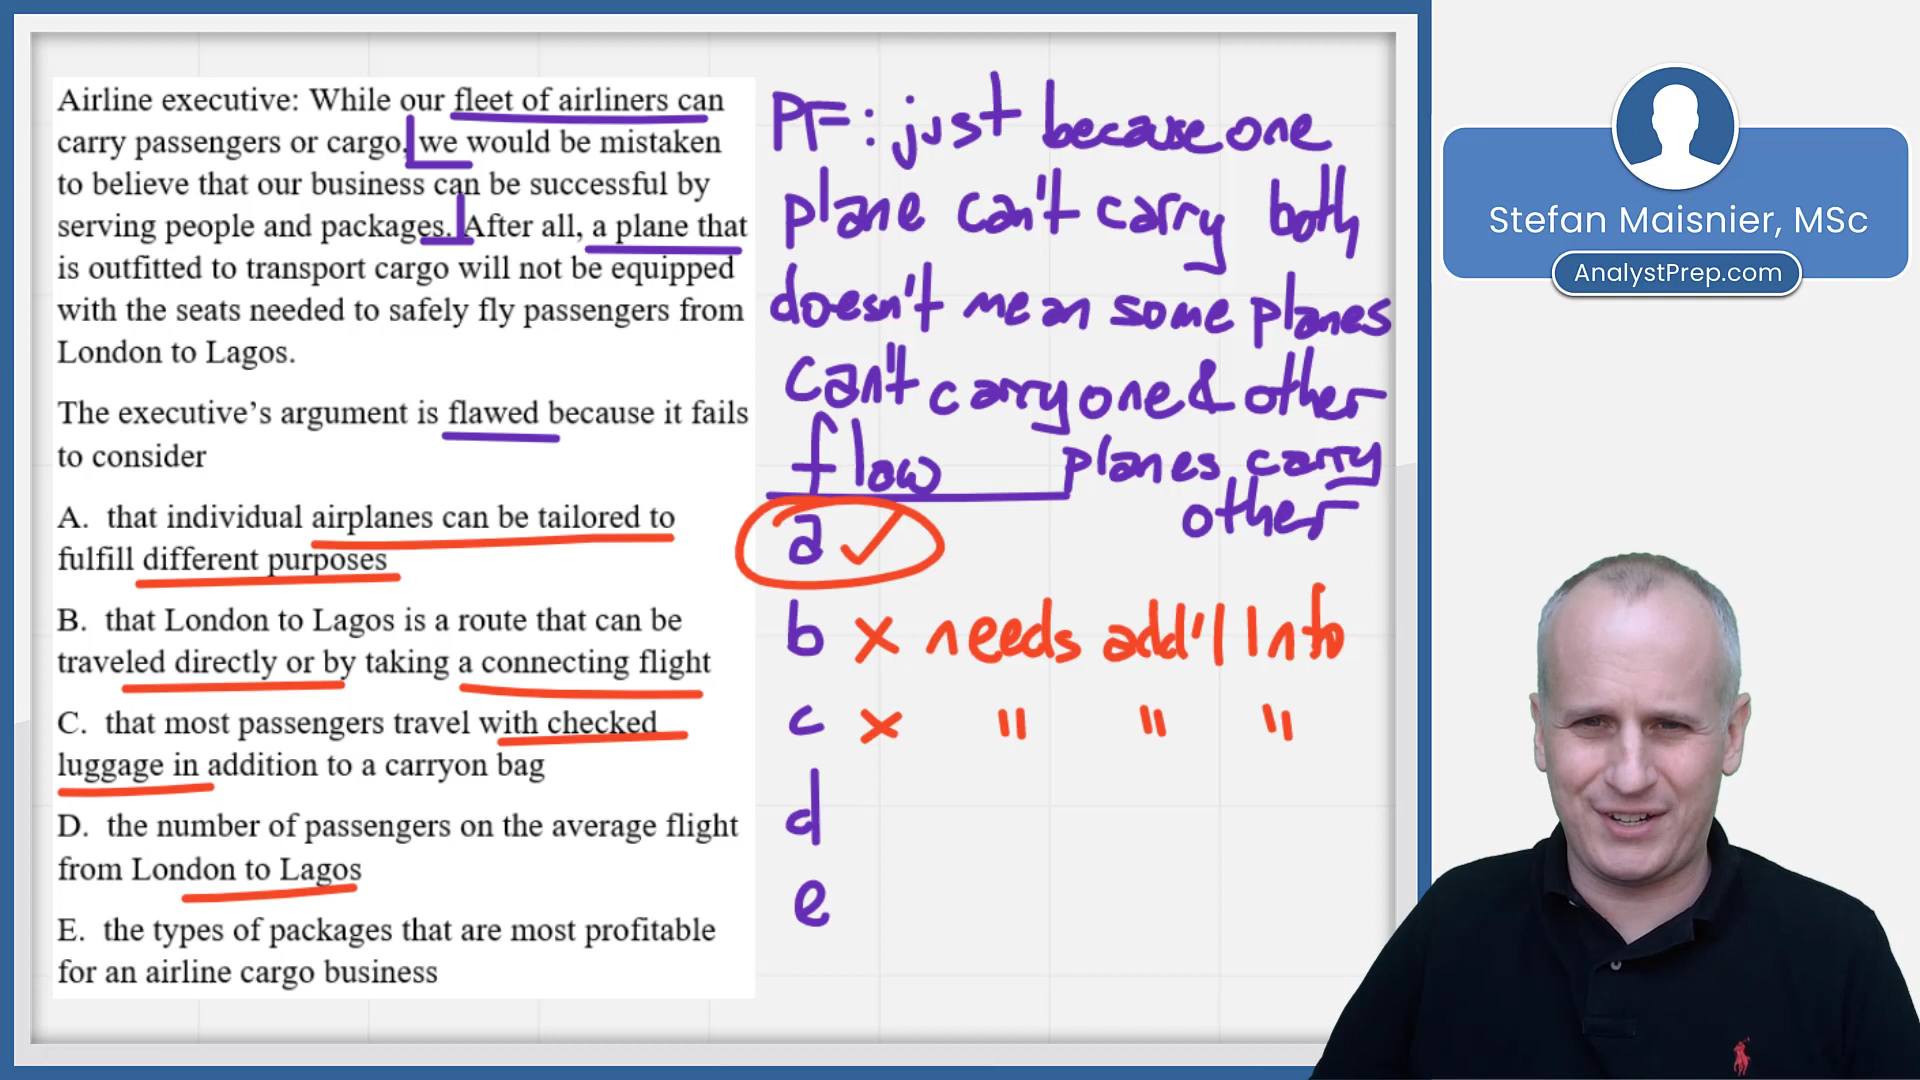 Airline executive: While our fleet of airliners can
carry passengers or cargo, we would be mistaken
to believe that our business can be successful by
serving people and packages. After all, a plane that
is outfitted to transport cargo will not be equipped
with the seats needed to safely fly passengers from
London to Lagos.
The executive's argument is flawed because it fails
to consider
A. that individual airplanes can be tailored to
fulfill different purposes
B. that London to Lagos is a route that can be
traveled directly or by taking a connecting flight
C. that most passengers travel with checked
luggage in addition to a carryon bag
D. the number of passengers on the average flight
from London to Lagos
E. the types of packages that are most profitable
for an airline cargo business
PF: just because one
plane can't carry both
doesn't mean some planes
can't carry one & other
flaw planes carry
other
a ✓
b × needs add'l info
c × " " "
d
e
Stefan Maisnier, MSc
AnalystPrep.com